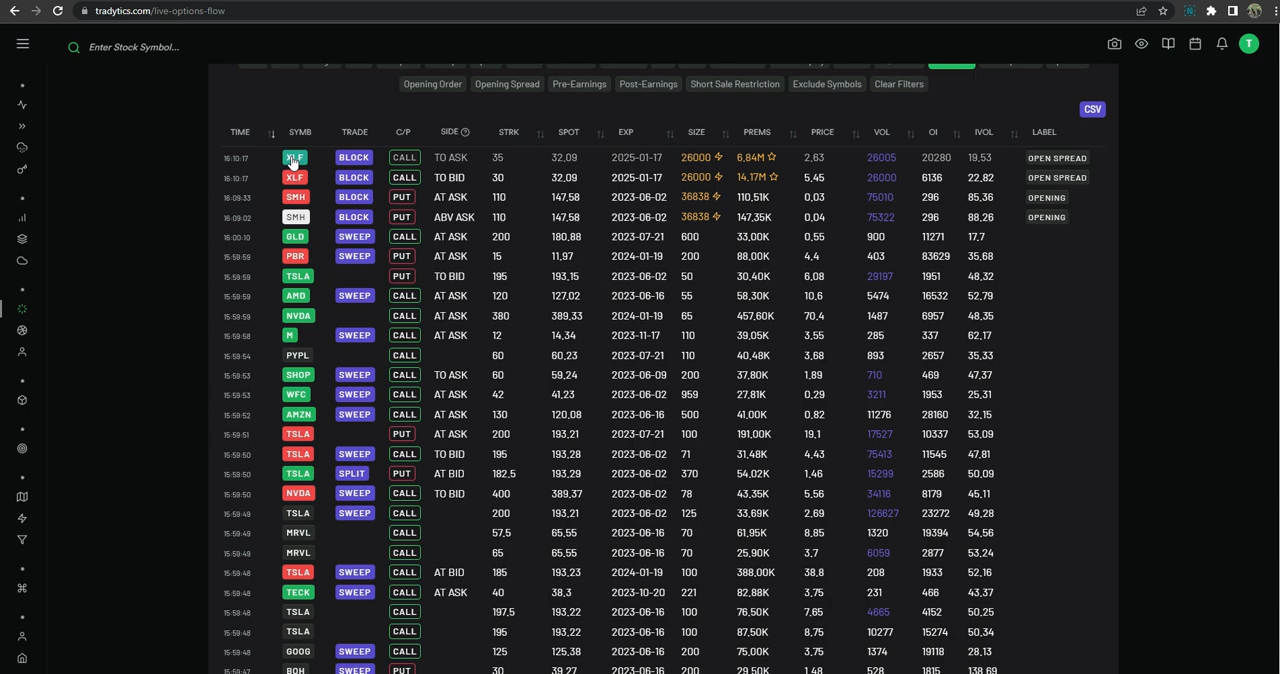 tradytics.com/live-options-flow
Enter Stock Symbol...
T
Opening Order Opening Spread Pre-Earnings Post-Earnings Short Sale Restriction Exclude Symbols Clear Filters
CSV
TIME SYMB TRADE C/P SIDE STRK SPOT EXP SIZE PREMS PRICE VOL OI IVOL LABEL
16:10:17 XLF BLOCK CALL TO ASK 35 32,09 2025-01-17 26000 6,84M 2,63 26005 20280 19,53 OPEN SPREAD
16:10:17 XLF BLOCK CALL TO BID 30 32,09 2025-01-17 26000 14,17M 5,45 26000 6136 22,82 OPEN SPREAD
16:09:33 SMH BLOCK PUT AT ASK 110 147,58 2023-06-02 36838 110,51K 0,03 75010 296 85,36 OPENING
16:09:02 SMH BLOCK PUT ABV ASK 110 147,58 2023-06-02 36838 147,35K 0,04 75322 296 88,26 OPENING
16:00:10 GLD SWEEP CALL AT ASK 200 180,88 2023-07-21 600 33,00K 0,55 900 11271 17,7
15:59:59 PBR SWEEP PUT AT ASK 15 11,97 2024-01-19 200 88,00K 4,4 403 83629 35,68
15:59:59 TSLA PUT TO BID 195 193,15 2023-06-02 50 30,40K 6,08 29197 1951 48,32
15:59:59 AMD SWEEP CALL AT ASK 120 127,02 2023-06-16 55 58,30K 10,6 5474 16532 52,79
15:59:59 NVDA CALL AT ASK 380 389,33 2024-01-19 65 457,60K 70,4 1487 6957 48,35
15:59:58 M SWEEP CALL AT ASK 12 14,34 2023-11-17 110 39,05K 3,55 285 337 62,17
15:59:54 PYPL CALL 60 60,23 2023-07-21 110 40,48K 3,68 893 2657 35,33
15:59:53 SHOP SWEEP CALL TO ASK 60 59,24 2023-06-09 200 37,80K 1,89 710 469 47,37
15:59:53 WFC SWEEP CALL AT ASK 42 41,23 2023-06-16 959 27,81K 0,29 3211 1953 25,31
15:59:52 AMZN SWEEP CALL AT ASK 130 120,08 2023-06-16 500 41,00K 0,82 11276 28160 32,15
15:59:51 TSLA PUT AT ASK 200 193,21 2023-07-21 100 191,00K 19,1 17527 10337 53,09
15:59:50 TSLA SWEEP CALL TO BID 195 193,28 2023-06-02 71 31,48K 4,43 75413 11545 47,81
15:59:50 TSLA SPLIT PUT AT BID 182,5 193,29 2023-06-02 370 54,02K 1,46 15299 2586 50,09
15:59:50 NVDA SWEEP CALL TO BID 400 389,37 2023-06-02 78 43,35K 5,56 34116 8179 45,11
15:59:49 TSLA SWEEP CALL 200 193,21 2023-06-02 125 33,69K 2,69 126627 23272 49,28
15:59:49 MRVL CALL 57,5 65,55 2023-06-16 70 61,95K 8,85 1320 19394 54,56
15:59:49 MRVL CALL 65 65,55 2023-06-16 70 25,90K 3,7 6059 2877 53,24
15:59:48 TSLA SWEEP CALL AT BID 185 193,23 2024-01-19 100 388,00K 38,8 208 1933 52,16
15:59:48 TECK SWEEP CALL AT ASK 40 38,3 2023-10-20 221 82,88K 3,75 231 466 43,37
15:59:48 TSLA CALL 197,5 193,22 2023-06-16 100 76,50K 7,65 4665 4152 50,25
15:59:48 TSLA CALL 195 193,22 2023-06-16 100 87,50K 8,75 10277 15274 50,34
15:59:48 GOOG SWEEP CALL 125 125,38 2023-06-16 200 75,00K 3,75 1374 19118 28,13
15:59:47 BOH SWEEP PUT 30 39,27 2023-06-16 200 29,50K 1,48 528 1815 138,69